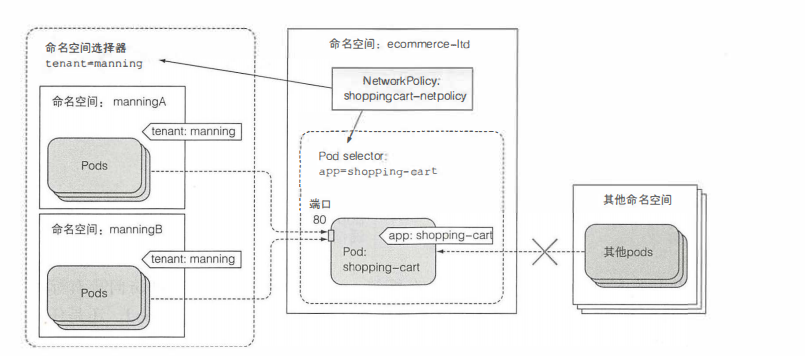 命名空间选择器
tenant=manning
命名空间： manningA
tenant: manning
Pods
命名空间：manningB
tenant: manning
Pods
命名空间：ecommerce-ltd
NetworkPolicy:
shoppingcart-netpolicy
Pod selector:
app=shopping-cart
端口
80
app: shopping-cart
Pod:
shopping-cart
其他命名空间
其他pods